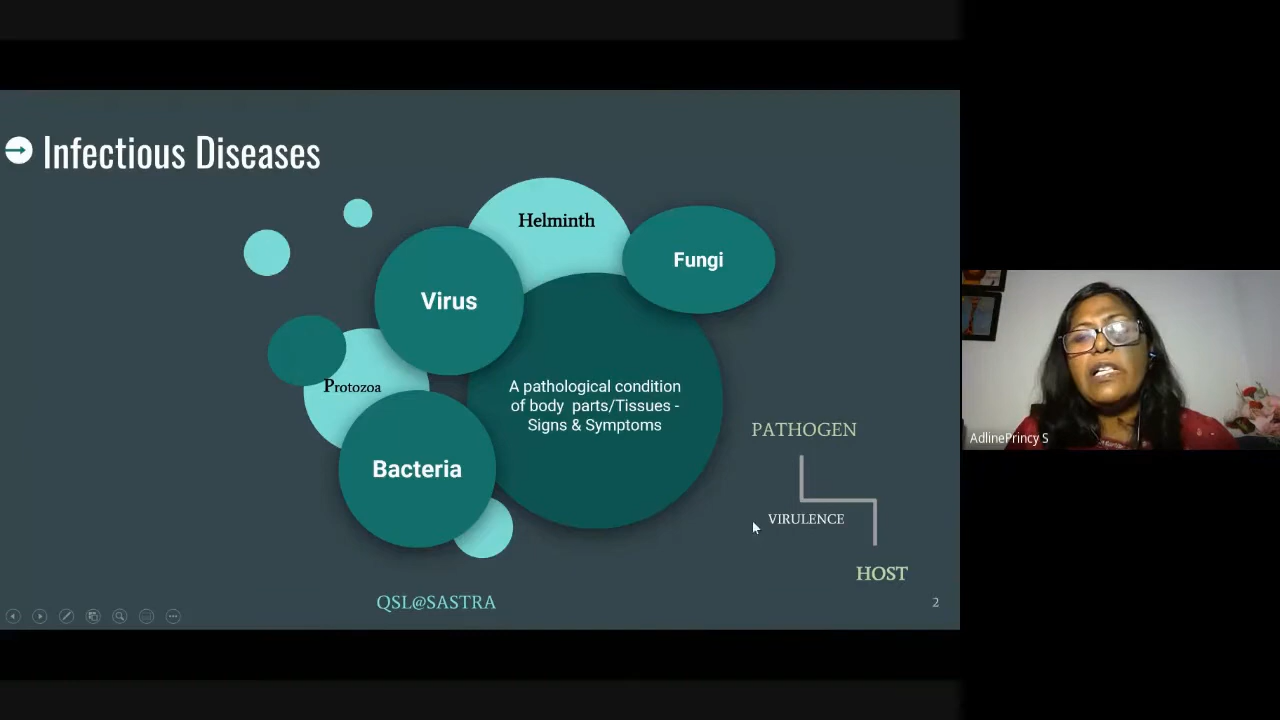 Infectious Diseases
Helminth
Fungi
Virus
Protozoa
A pathological condition
of body parts/Tissues -
Signs & Symptoms
Bacteria
PATHOGEN
VIRULENCE
HOST
QSL@SASTRA
2
AdlinePrincy S